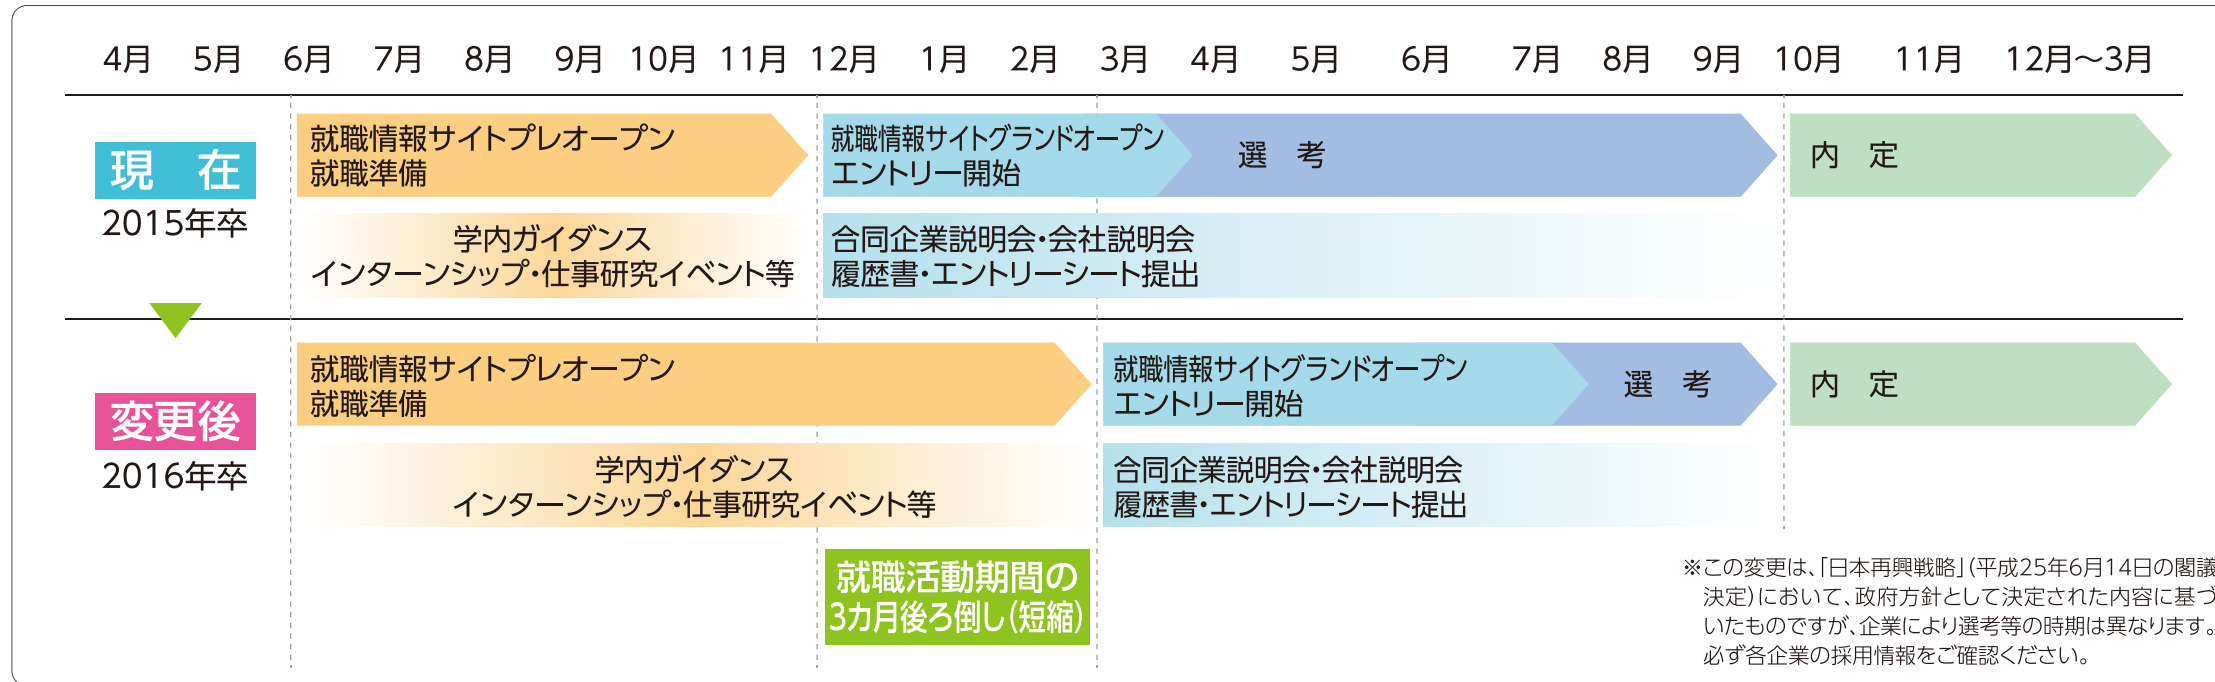 4月 5月 6月 7月 8月 9月 10月 11月 12月 1月 2月 3月 4月 5月 6月 7月 8月 9月 10月 11月 12月～3月
現 在
2015年卒
就職情報サイトプレオープン
就職準備
就職情報サイトグランドオープン
エントリー開始
選 考
内 定
学内ガイダンス
インターンシップ・仕事研究イベント等
合同企業説明会・会社説明会
履歴書・エントリーシート提出
変更後
2016年卒
就職情報サイトプレオープン
就職準備
就職情報サイトグランドオープン
エントリー開始
選 考
内 定
学内ガイダンス
インターンシップ・仕事研究イベント等
合同企業説明会・会社説明会
履歴書・エントリーシート提出
就職活動期間の
3カ月後ろ倒し(短縮)
※この変更は、「日本再興戦略」(平成25年6月14日の閣議
決定)において、政府方針として決定された内容に基づ
いたものですが、企業により選考等の時期は異なります。
必ず各企業の採用情報をご確認ください。